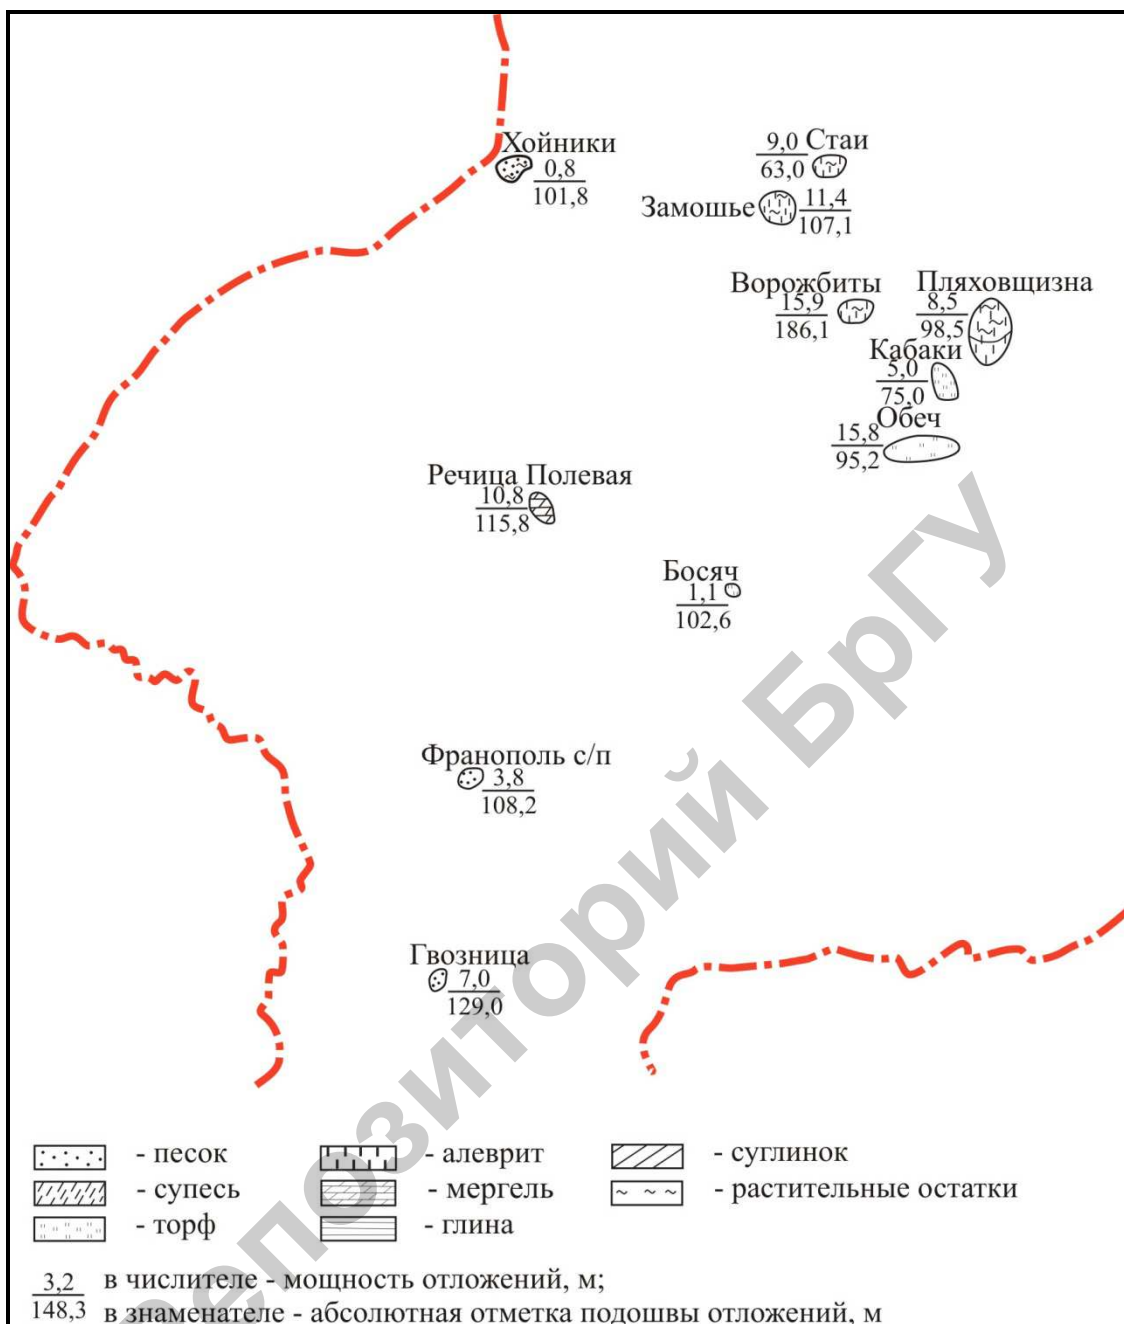 Хойники
0,8
101,8
9,0 Стаи
63,0
Замошье 11,4
107,1
Ворожбиты
15,9
186,1
Пляховщизна
8,5
98,5
Кабаки
5,0
75,0
Обеч
15,8
95,2
Речица Полевая
10,8
115,8
Босяч
1,1
102,6
Франополь с/п
3,8
108,2
Гвозница
7,0
129,0
- песок
- супесь
- торф
- алеврит
- мергель
- глина
- суглинок
- растительные остатки
3,2 в числителе - мощность отложений, м;
148,3 в знаменателе - абсолютная отметка подошвы отложений, м
Репозиторий БрГУ